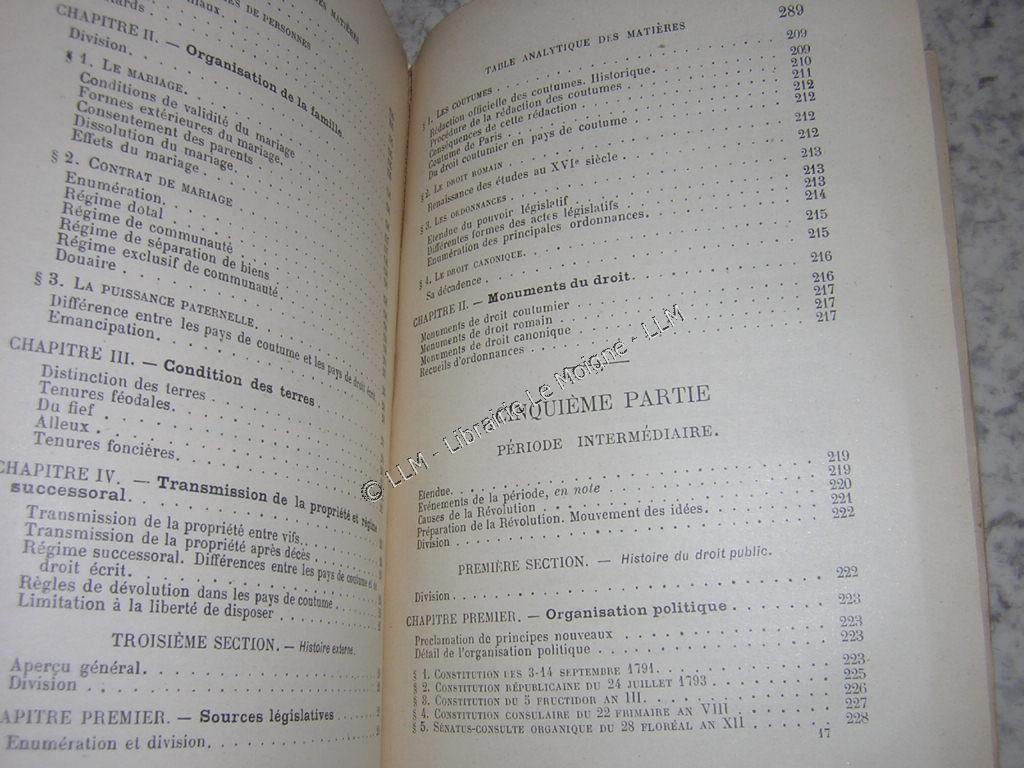 DES MATIÈRES
DE PERSONNES
CHAPITRE II. — Organisation de la famille
Division.
§ 1. LE MARIAGE.
Conditions de validité du mariage
Formes extérieures du mariage.
Consentement des parents
Dissolution du mariage.
Effets du mariage
§ 2. CONTRAT DE MARIAGE
Enumération.
Régime dotal
Régime de communauté
Régime de séparation de biens
Régime exclusif de communauté
Douaire
§ 3. LA PUISSANCE PATERNELLE.
Différence entre les pays de coutume et les pays de droit écrit
Emancipation.
CHAPITRE III. — Condition des terres
Distinction des terres
Tenures féodales.
Du fief
Alleux
Tenures foncières.
CHAPITRE IV. — Transmission de la propriété et régime
successoral.
Transmission de la propriété entre vifs.
Transmission de la propriété après décès
Régime successoral. Différences entre les pays de coutume et de
droit écrit.
Règles de dévolution dans les pays de coutume
Limitation à la liberté de disposer
TROISIÈME SECTION. — Histoire externe.
Aperçu général.
Division
APITRE PREMIER. — Sources législatives
Enumération et division.
289
TABLE ANALYTIQUE DES MATIÈRES
§ 1. LES COUTUMES 209
Rédaction officielle des coutumes. Historique. 209
Procédure de la rédaction des coutumes 210
Conséquences de cette rédaction 211
Coutume de Paris 212
Du droit coutumier en pays de coutume 212
§ 2. LE DROIT ROMAIN 212
Renaissance des études au XVIe siècle 212
§ 3. LES ORDONNANCES 213
Etendue du pouvoir législatif 213
Différentes formes des actes législatifs 213
Enumération des principales ordonnances. 214
§ 4. LE DROIT CANONIQUE. 215
Sa décadence 215
CHAPITRE II. — Monuments du droit. 216
Monuments de droit coutumier 216
Monuments de droit romain 217
Monuments de droit canonique 217
Recueils d'ordonnances 217
© LLM - Librairie Le Moigne - LLM
CINQUIÈME PARTIE
PÉRIODE INTERMÉDIAIRE.
Etendue. 219
Evénements de la période, en note 219
Causes de la Révolution 220
Préparation de la Révolution. Mouvement des idées. 221
Division 222
PREMIÈRE SECTION. — Histoire du droit public.
Division 222
CHAPITRE PREMIER. — Organisation politique 223
Proclamation de principes nouveaux 223
Détail de l'organisation politique 223
§ 1. CONSTITUTION DES 3-14 SEPTEMBRE 1791. 223
§ 2. CONSTITUTION RÉPUBLICAINE DU 24 JUILLET 1793 225
§ 3. CONSTITUTION DU 5 FRUCTIDOR AN III. 226
§ 4. CONSTITUTION CONSULAIRE DU 22 FRIMAIRE AN VIII 227
§ 5. SÉNATUS-CONSULTE ORGANIQUE DU 28 FLORÉAL AN XII 228
17